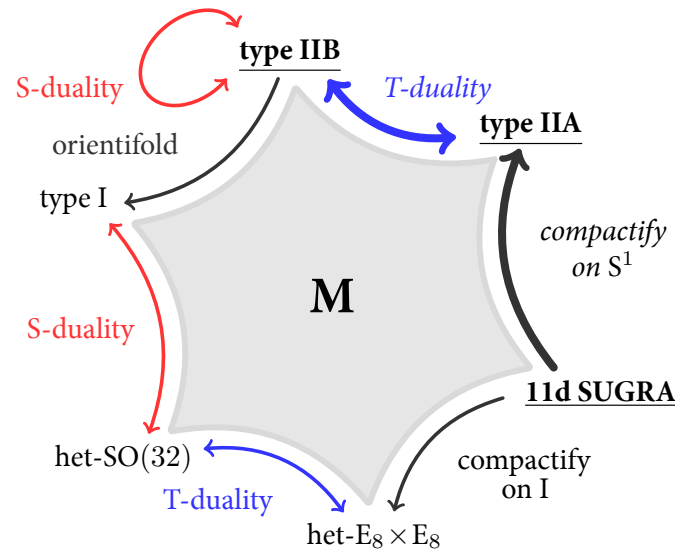 type IIB
S-duality
T-duality
type IIA
orientifold
type I
compactify
on S¹
M
S-duality
11d SUGRA
het-SO(32)
compactify
on I
T-duality
het-E₈ × E₈